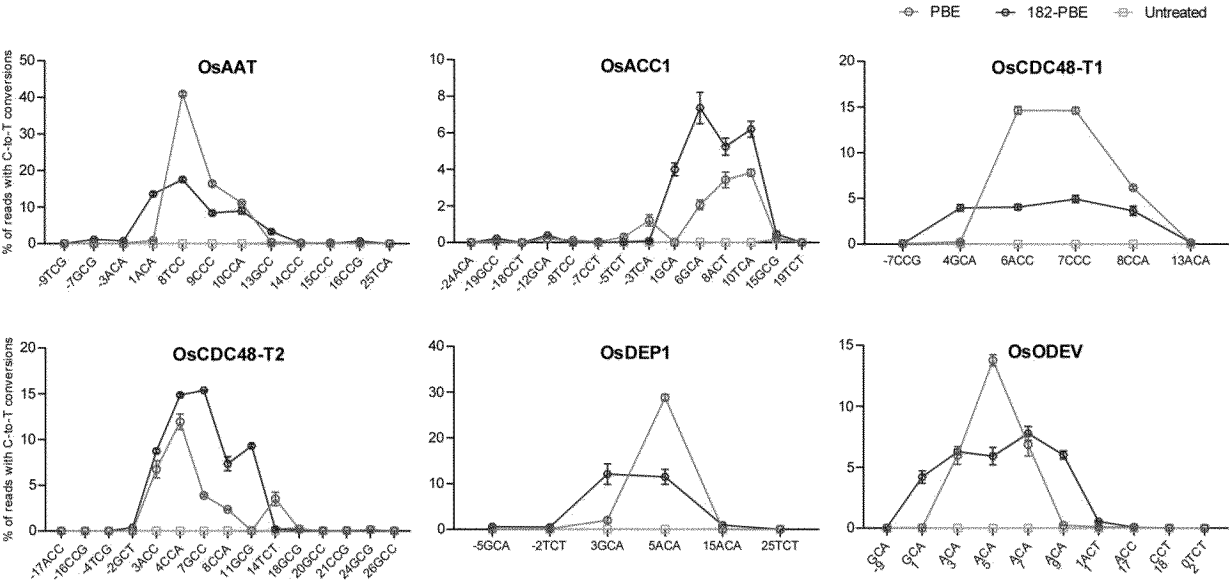 PBE 182-PBE Untreated
OsAAT
% of reads with C-to-T conversions
50
40
30
20
10
0
-9TCG -7GCG -3ACA 1ACA 8TCC 9CCC 10CCA 13GCC 14CCC 15CCC 16CCG 25TCA
OsACC1
10
8
6
4
2
0
-24ACA -19GCC -18CCT -12GCA -8TCC -7CCT -5TCT -3TCA 1GCA 6GCA 8ACT 10TCA 15GCG 19TCT
OsCDC48-T1
20
15
10
5
0
-7CCG 4GCA 6ACC 7CCC 8CCA 13ACA
OsCDC48-T2
% of reads with C-to-T conversions
20
15
10
5
0
-17ACC -16CCG -4TCG -2GCT 3ACC 4CCA 7GCC 8CCA 11GCG 14TCT 18GCG 20GCC 21CCG 24GCG 26GCC
OsDEP1
40
30
20
10
0
-5GCA -2TCT 3GCA 5ACA 15ACA 25TCT
OsODEV
15
10
5
0
GCA GCA ACA ACA ACA ACA 1ACT ACC CCT 0TCT
-9 1 3 5 7 9 1 17 18 2